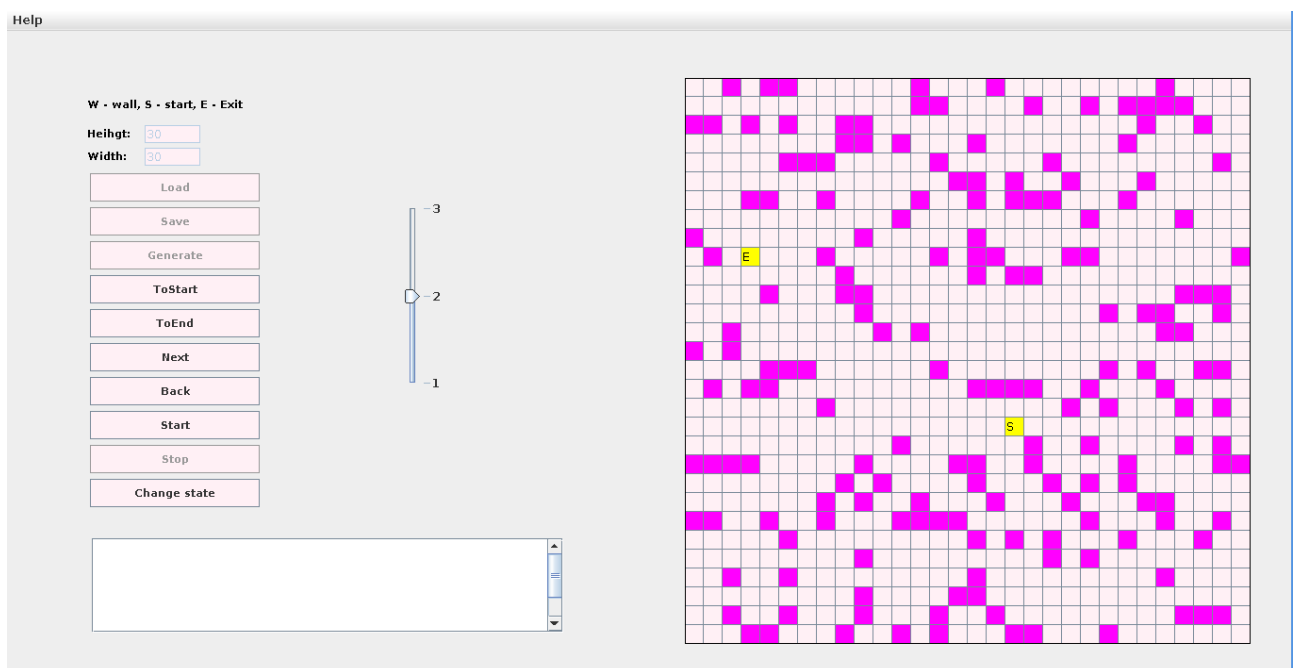 Help
W - wall, S - start, E - Exit
Heihgt: 30
Width: 30
Load
Save
Generate
ToStart
ToEnd
Next
Back
Start
Stop
Change state
3
2
1
E
S